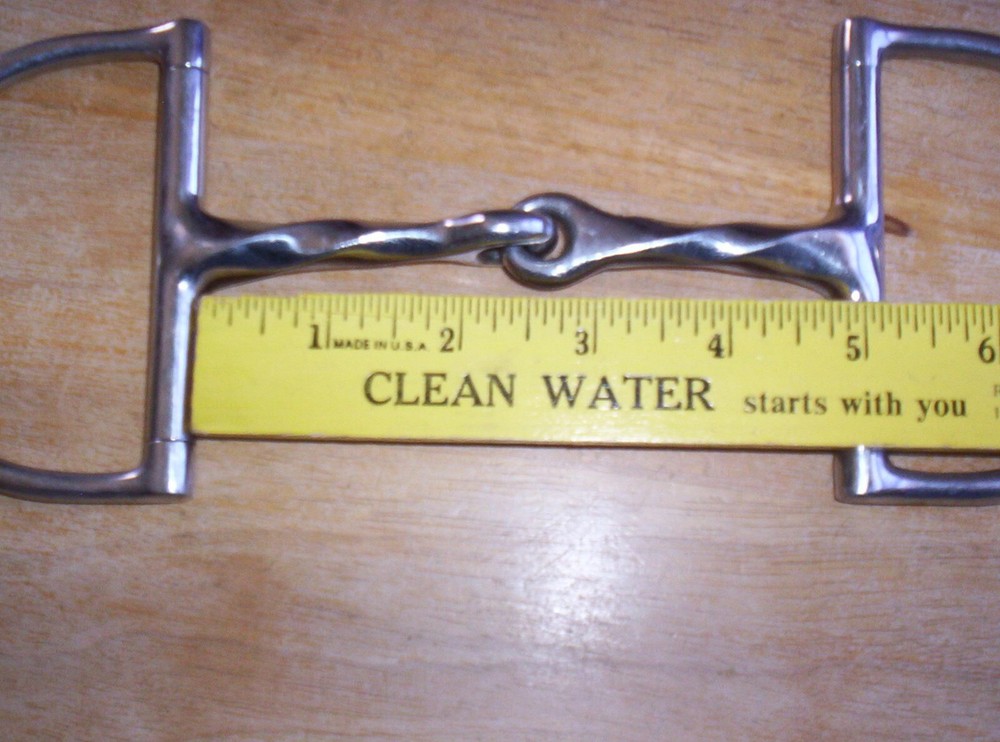 1 MADE IN U.S.A. 2 3 4 5 6
CLEAN WATER starts with you